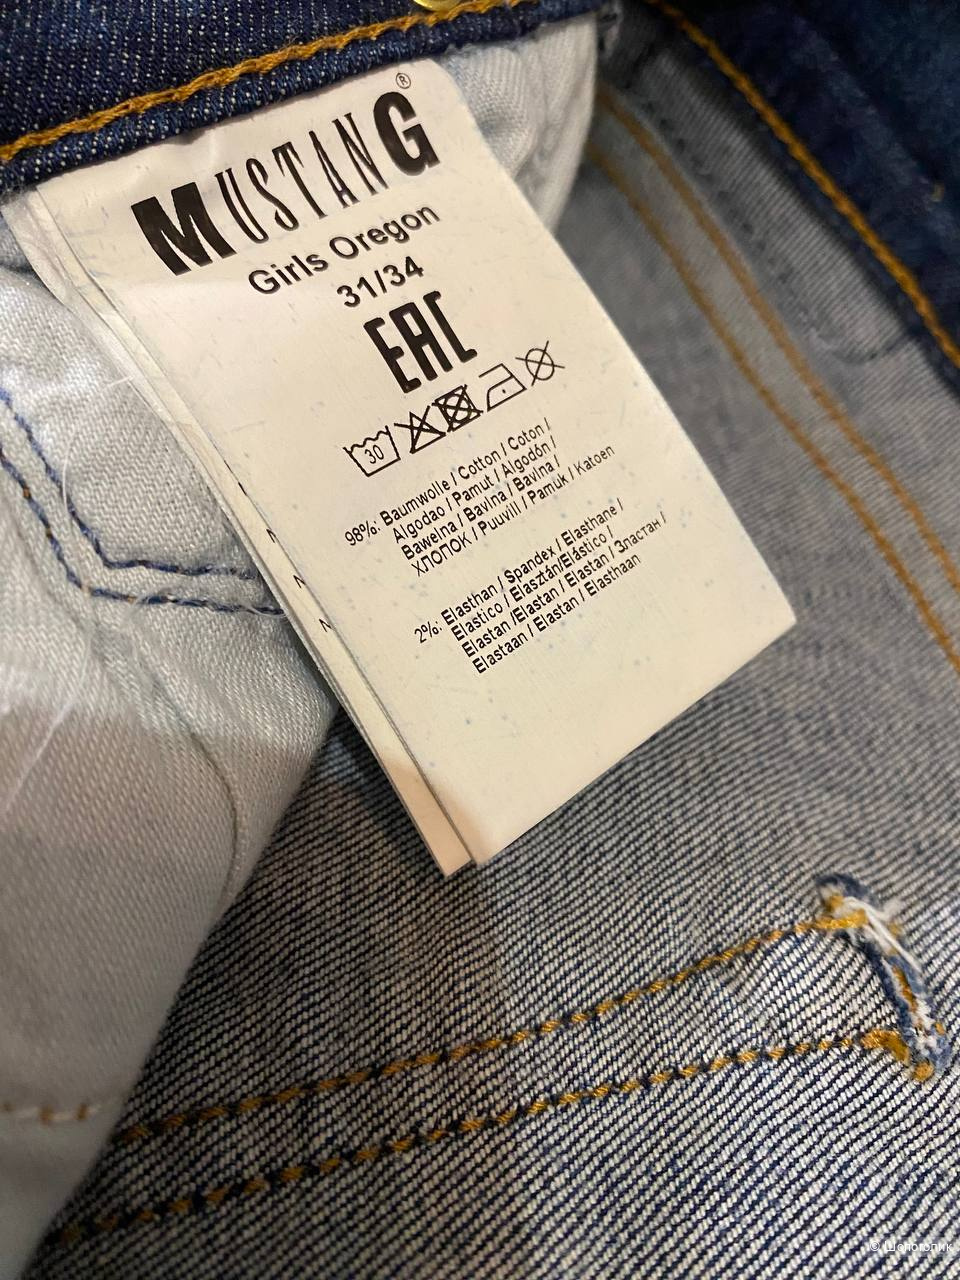 MUSTANG®
Girls Oregon
31/34
EAC
30
98%: Baumwolle / Cotton / Coton /
Algodao / Pamut / Algodón /
Bawelna / Bavlna / Bavlna /
ХЛОПОК / Puuvill / Pamuk / Katoen
2%: Elasthan / Spandex / Elasthane /
Elastico / Elasztán/Elástico /
Elastan /Elastan / Elastan / Эластан /
Elastaan / Elastan / Elasthaan
© Шопоголик